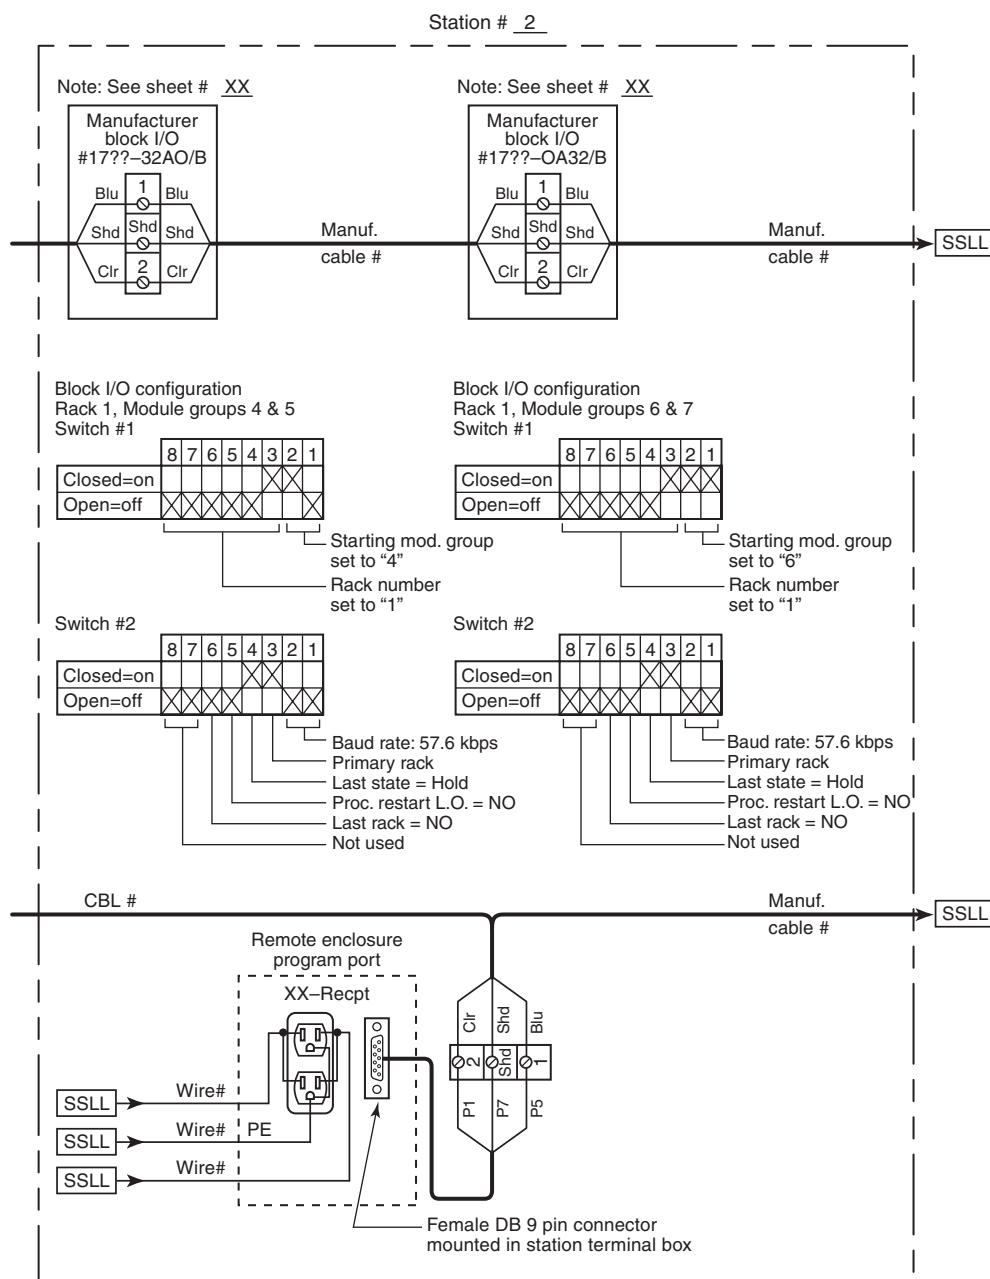 Station # 2
Note: See sheet # XX
Manufacturer
block I/O
#17??–32AO/B
1
Blu Blu
Shd Shd Shd
2
Clr Clr
Manuf.
cable #
Note: See sheet # XX
Manufacturer
block I/O
#17??–OA32/B
1
Blu Blu
Shd Shd Shd
2
Clr Clr
Manuf.
cable #
SSLL
Block I/O configuration
Rack 1, Module groups 4 & 5
Switch #1
8 7 6 5 4 3 2 1
Closed=on
Open=off
Starting mod. group
set to “4”
Rack number
set to “1”
Switch #2
8 7 6 5 4 3 2 1
Closed=on
Open=off
Baud rate: 57.6 kbps
Primary rack
Last state = Hold
Proc. restart L.O. = NO
Last rack = NO
Not used
Block I/O configuration
Rack 1, Module groups 6 & 7
Switch #1
8 7 6 5 4 3 2 1
Closed=on
Open=off
Starting mod. group
set to “6”
Rack number
set to “1”
Switch #2
8 7 6 5 4 3 2 1
Closed=on
Open=off
Baud rate: 57.6 kbps
Primary rack
Last state = Hold
Proc. restart L.O. = NO
Last rack = NO
Not used
CBL #
Manuf.
cable #
SSLL
Remote enclosure
program port
XX–Recpt
Clr Shd Blu
2 Shd 1
P1 P7 P5
SSLL Wire#
SSLL Wire# PE
SSLL Wire#
Female DB 9 pin connector
mounted in station terminal box